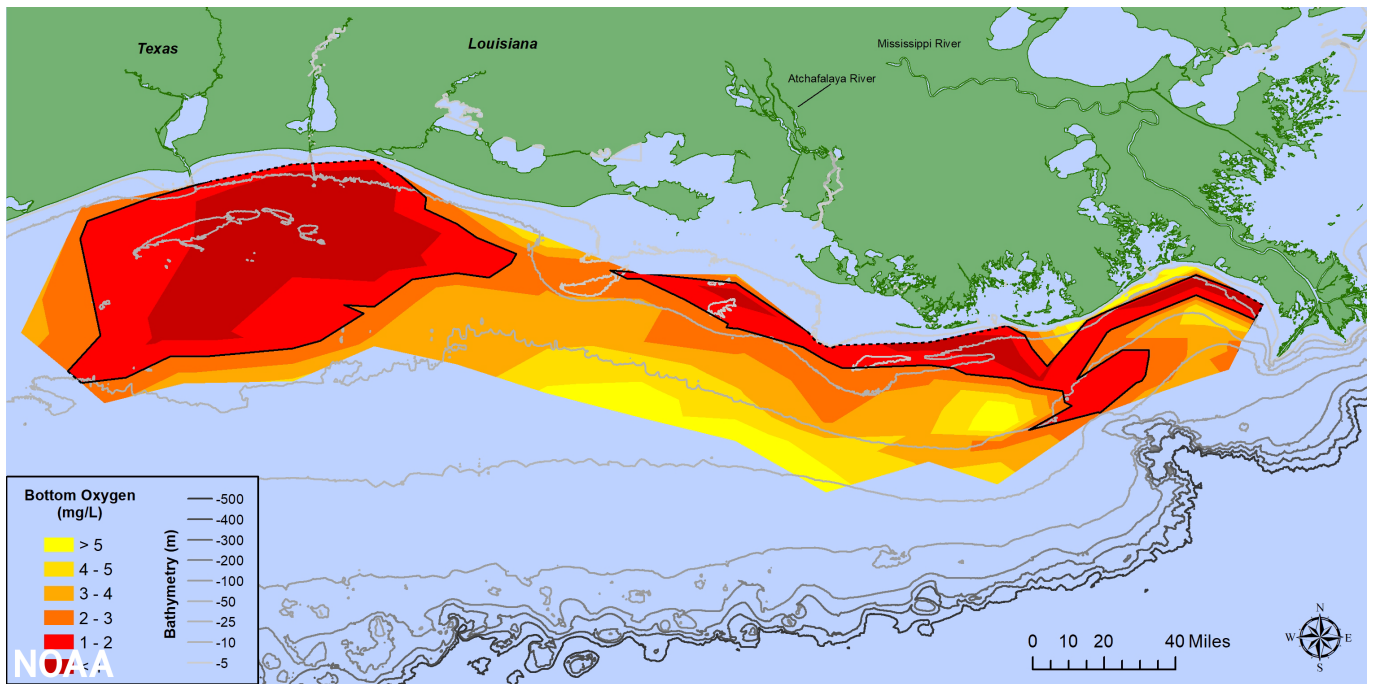 Texas
Louisiana
Mississippi River
Atchafalaya River
Bottom Oxygen
(mg/L)
> 5
4 - 5
3 - 4
2 - 3
1 - 2
<
Bathymetry (m)
-500
-400
-300
-200
-100
-50
-25
-10
-5
NOAA
0 10 20 40 Miles
N
W E
S